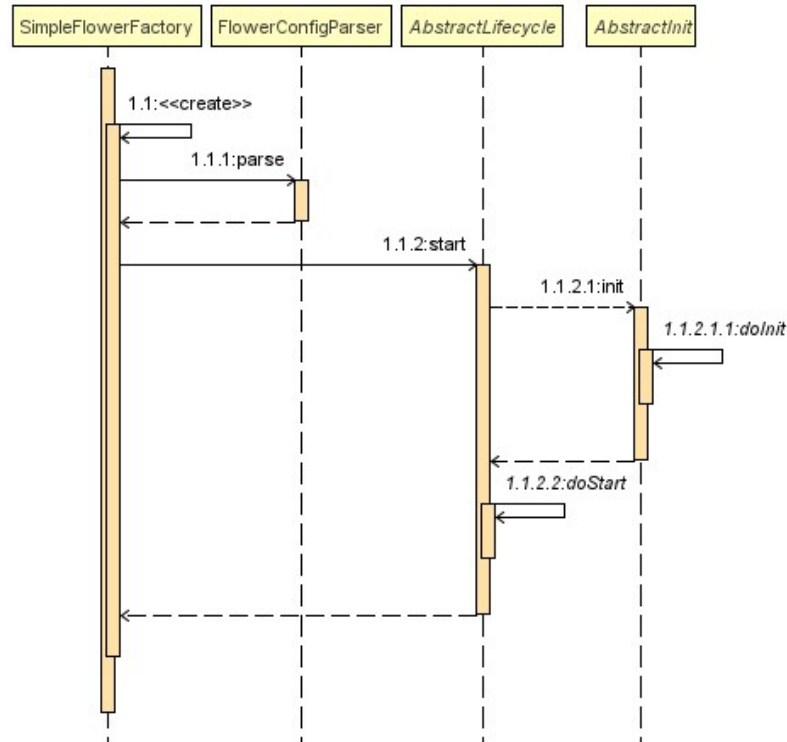 SimpleFlowerFactory
FlowerConfigParser
AbstractLifecycle
AbstractInit
1.1:<<create>>
1.1.1:parse
1.1.2:start
1.1.2.1:init
1.1.2.1.1:doInit
1.1.2.2:doStart